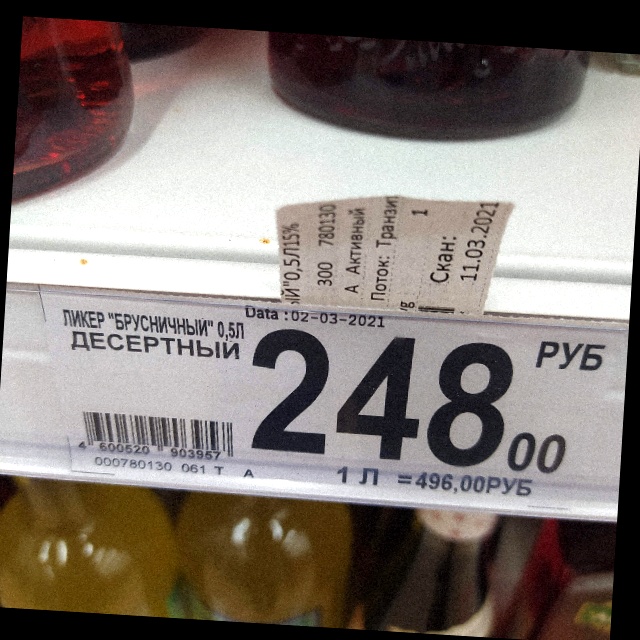 Й"0,5Л15%
300 780130
А Активный
Поток: Транзит
1
Скан:
11.03.2021
ЛИКЕР "БРУСНИЧНЫЙ" 0,5Л
ДЕСЕРТНЫЙ
Data :02-03-2021
248 00
РУБ
4 600520 903957
000780130 061 Т А
1 Л =496,00РУБ